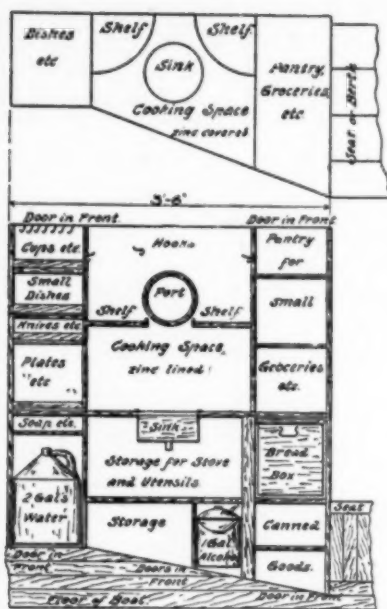 Dishes
etc
Shelf
Shelf
Sink
Cooking Space
zinc covered
Pantry,
Groceries,
etc
Seat or Berth
3'-6"
Door in Front.
Door in Front
Cups etc.
Hooks
Pantry
for
Small
Dishes
Port
Small
Knives etc
Shelf
Shelf
Cooking Space,
zinc lined
Plates
etc
Groceries
etc.
Soap etc.
Sink
Bread
Box
Storage for Stove
and Utensils
2 Gals
Water
Storage
1 Gal
Alcohol
Canned
Goods.
Seat
Door in
Front
Doors in
Front
Door in Front
Floor of Boat